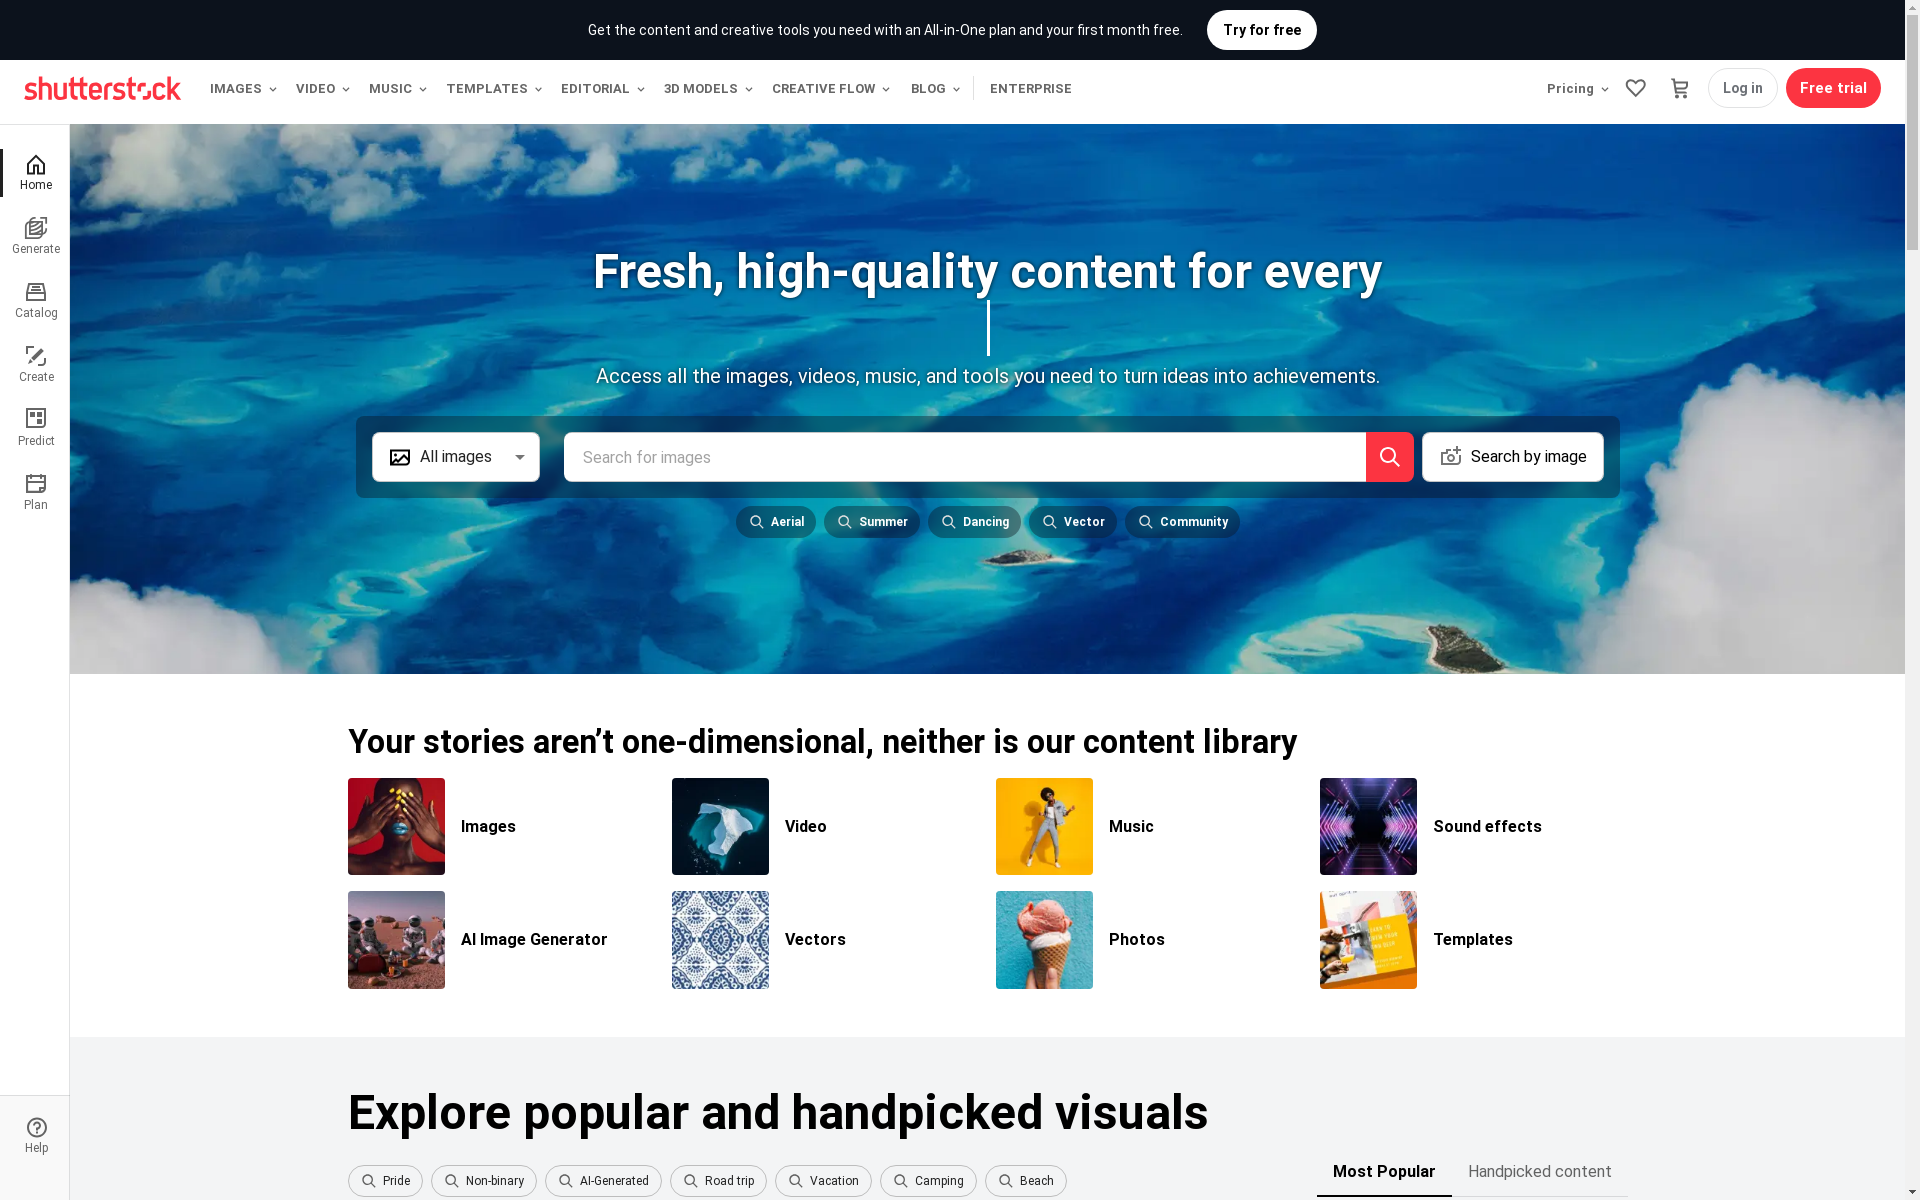 Get the content and creative tools you need with an All-in-One plan and your first month free.
Try for free
shutterstock
IMAGES
VIDEO
MUSIC
TEMPLATES
EDITORIAL
3D MODELS
CREATIVE FLOW
BLOG
ENTERPRISE
Pricing
Log in
Free trial
Home
Generate
Catalog
Create
Predict
Plan
Help
Fresh, high-quality content for every
Access all the images, videos, music, and tools you need to turn ideas into achievements.
All images
Search for images
Search by image
Aerial
Summer
Dancing
Vector
Community
Your stories aren’t one-dimensional, neither is our content library
Images
Video
Music
Sound effects
AI Image Generator
Vectors
Photos
Templates
Explore popular and handpicked visuals
Pride
Non-binary
AI-Generated
Road trip
Vacation
Camping
Beach
Most Popular
Handpicked content